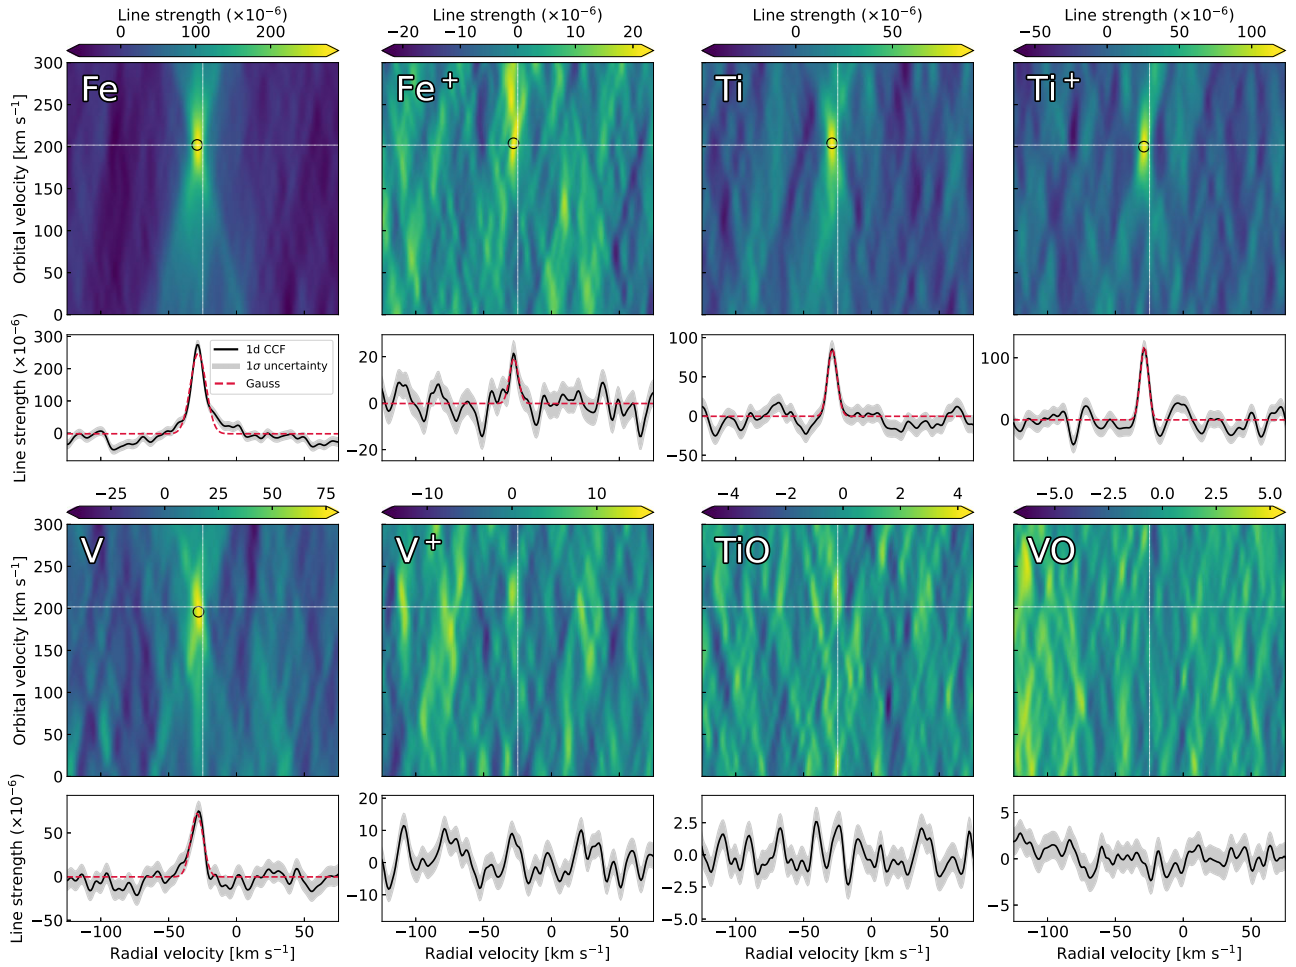 Line strength (×10⁻⁶) Line strength (×10⁻⁶) Line strength (×10⁻⁶) Line strength (×10⁻⁶)
0 100 200 −20 −10 0 10 20 0 50 −50 0 50 100
300 Fe Fe⁺ Ti Ti⁺
250
200
150
100
50
0
Orbital velocity [km s⁻¹]
300 20 100 100
200 50
100 0 0 0
0 −20 −50
Line strength (×10⁻⁶)
1d CCF
1σ uncertainty
Gauss
−25 0 25 50 75 −10 0 10 −4 −2 0 2 4 −5.0 −2.5 0.0 2.5 5.0
300 V V⁺ TiO VO
250
200
150
100
50
0
Orbital velocity [km s⁻¹]
50 20 2.5 5
0 10 0.0 0
−50 0 −2.5 −5
−10 −5.0
Line strength (×10⁻⁶)
−100 −50 0 50 −100 −50 0 50 −100 −50 0 50 −100 −50 0 50
Radial velocity [km s⁻¹] Radial velocity [km s⁻¹] Radial velocity [km s⁻¹] Radial velocity [km s⁻¹]